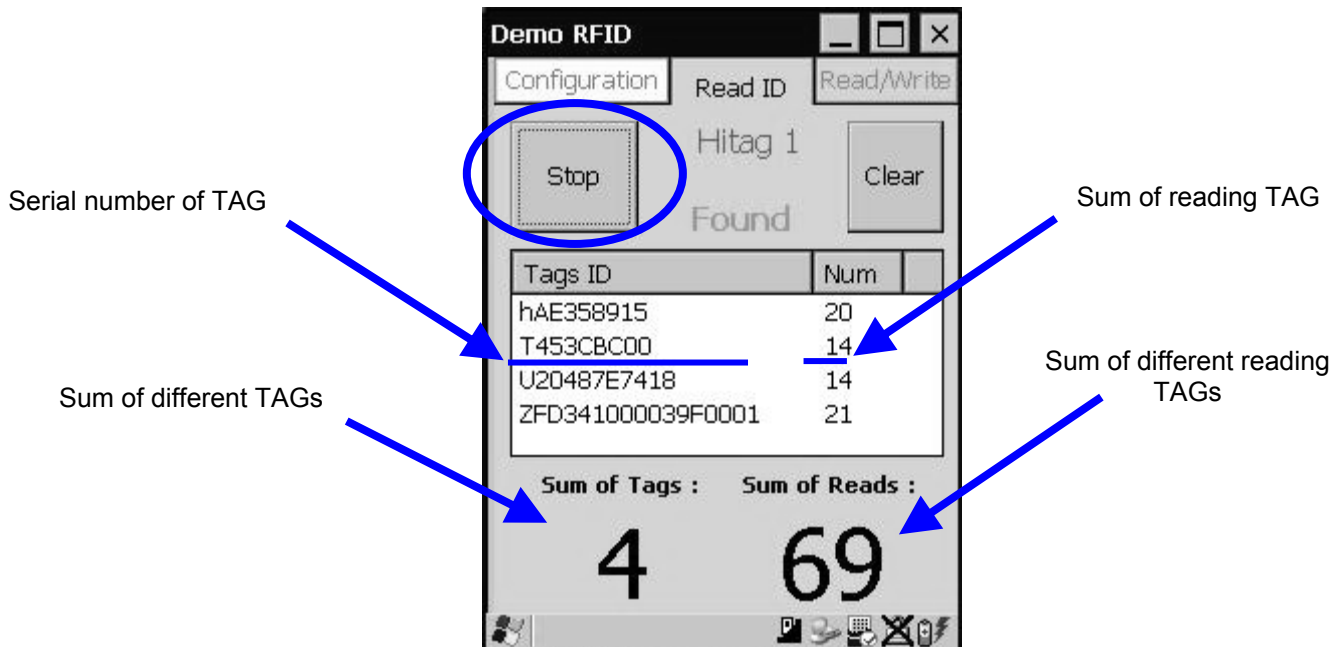 Demo RFID
Configuration Read ID Read/Write
Stop
Hitag 1
Found
Clear
Serial number of TAG
Sum of reading TAG
Tags ID Num
hAE358915 20
T453CBC00 14
U20487E7418 14
ZFD341000039F0001 21
Sum of different TAGs
Sum of different reading
TAGs
Sum of Tags : Sum of Reads :
4 69